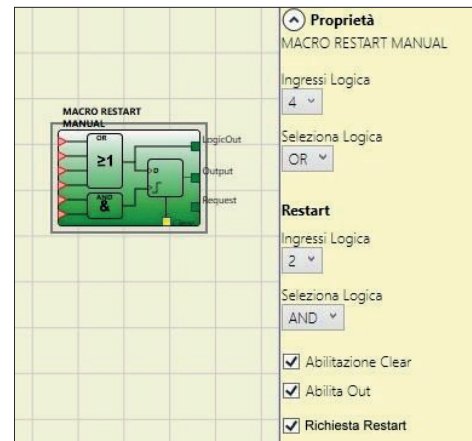 MACRO RESTART
MANUAL
OR
≥1
AND
&
D
LogicOut
Output
Request
Clear
Proprietà
MACRO RESTART MANUAL
Ingressi Logica
4
Seleziona Logica
OR
Restart
Ingressi Logica
2
Seleziona Logica
AND
Abilitazione Clear
Abilita Out
Richiesta Restart